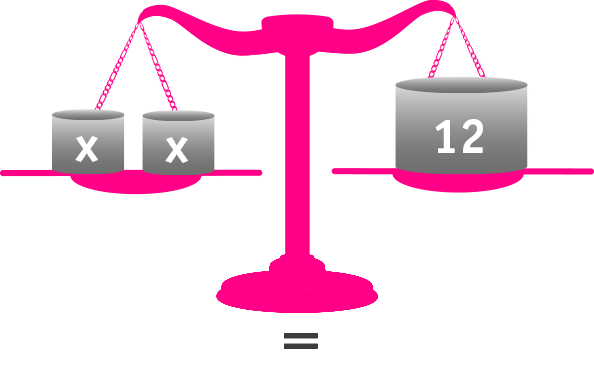 x x 12
=